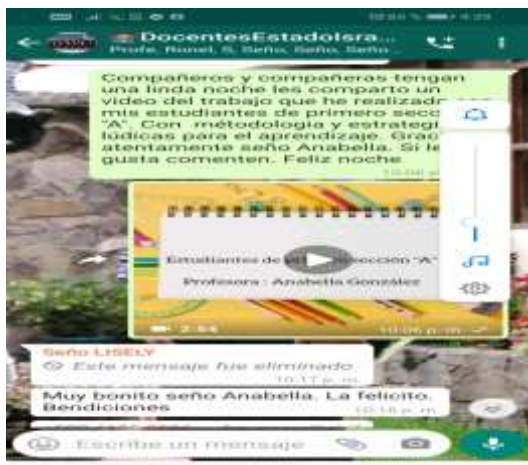 DocentesEstadoIsra...
Profe, Ronel, S, Seño, Seño, Seño...
Compañeros y compañeras tengan
una linda noche les comparto un
video del trabajo que he realizado
mis estudiantes de primero secc
"A". Con metodologia y estrategi
lúdicas para el aprendizaje. Grac
atentamente seño Anabella. Si le
gusta comenten. Feliz noche
10:06 p
Estudiantes de sección "A"
Profesora : Anabella González
2:54
10:06 p. m.
Seño LISELY
Este mensaje fue eliminado
10:17 p. m.
Muy bonito seño Anabella. La felicito.
Bendiciones
10:18 p. m.
Escribe un mensaje